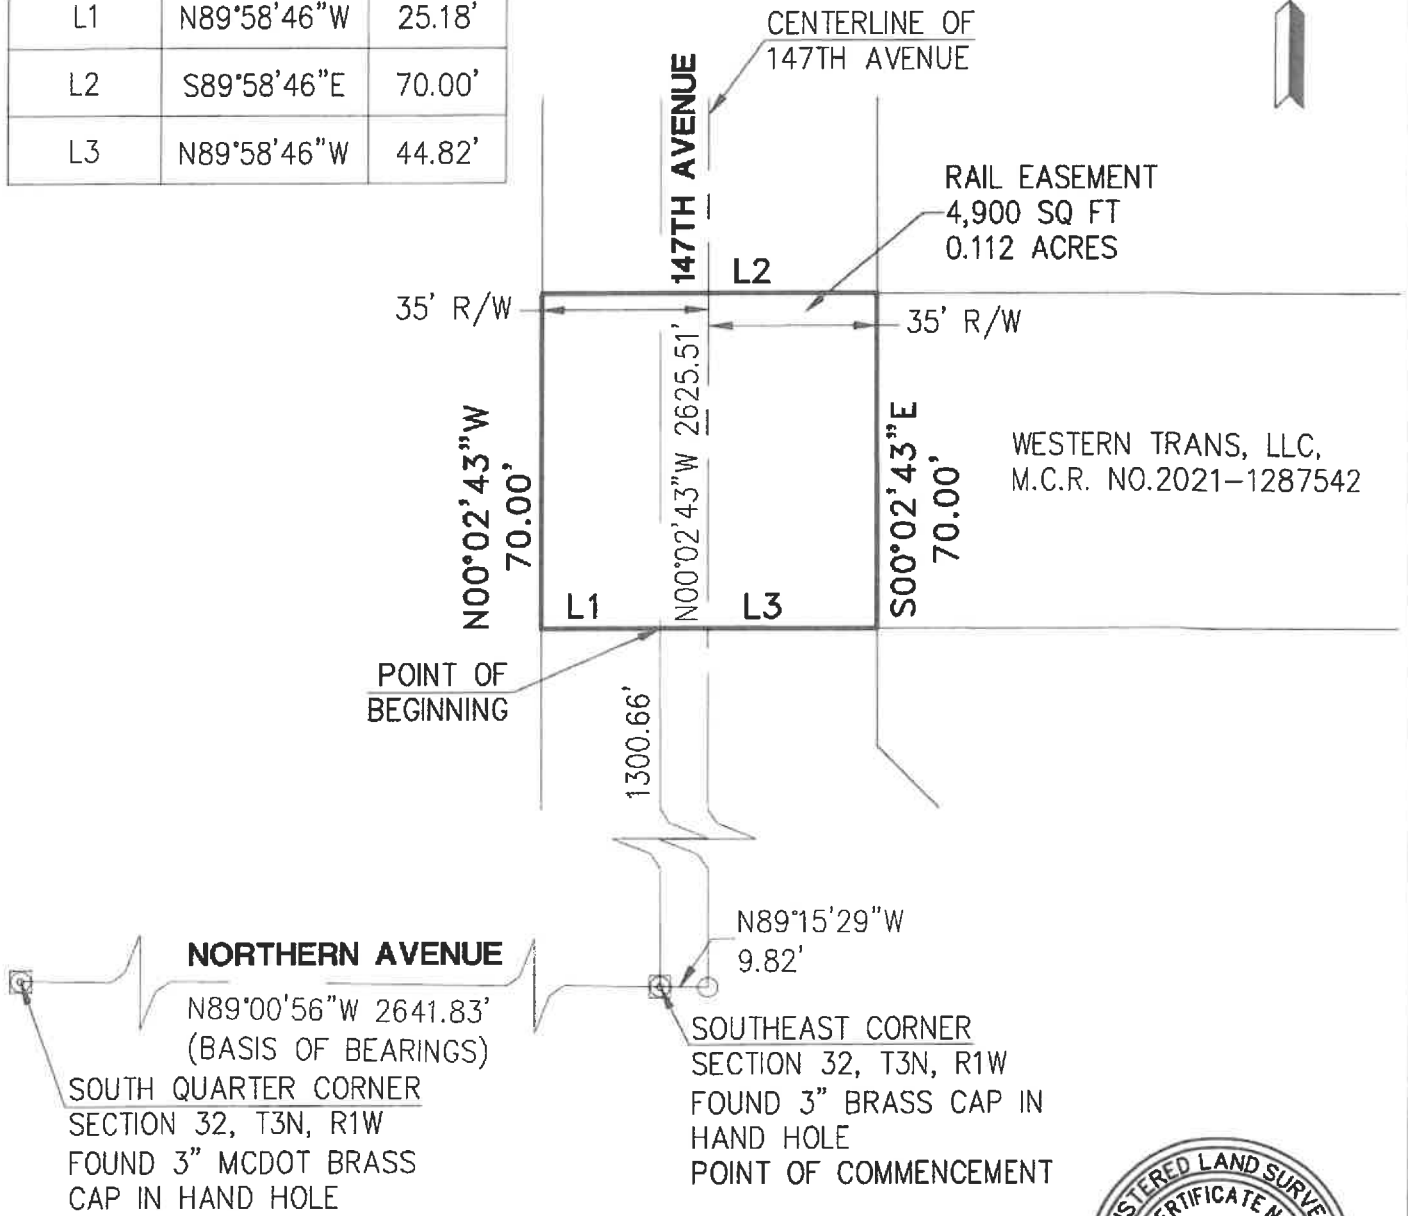 L1 N89°58'46"W 25.18'
L2 S89°58'46"E 70.00'
L3 N89°58'46"W 44.82'
CENTERLINE OF
147TH AVENUE
147TH AVENUE
RAIL EASEMENT
4,900 SQ FT
0.112 ACRES
L2
35' R/W
35' R/W
N00°02'43"W
70.00'
N00°02'43"W 2625.51'
S00°02'43"E
70.00'
WESTERN TRANS, LLC,
M.C.R. NO.2021-1287542
L1
L3
POINT OF
BEGINNING
1300.66'
N89°15'29"W
9.82'
NORTHERN AVENUE
N89°00'56"W 2641.83'
(BASIS OF BEARINGS)
SOUTH QUARTER CORNER
SECTION 32, T3N, R1W
FOUND 3" MCDOT BRASS
CAP IN HAND HOLE
SOUTHEAST CORNER
SECTION 32, T3N, R1W
FOUND 3" BRASS CAP IN
HAND HOLE
POINT OF COMMENCEMENT
LAND